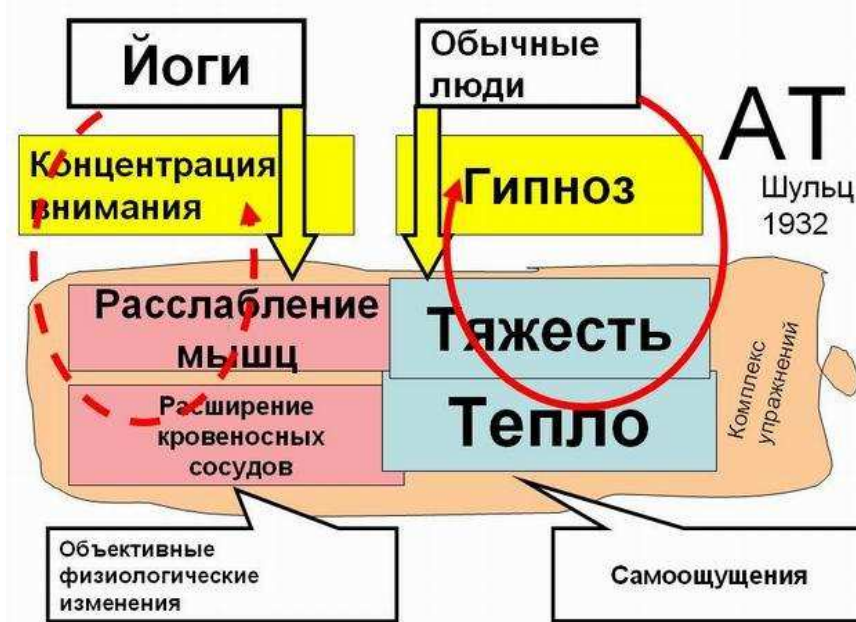 Йоги
Обычные
люди
АТ
Шульц
1932
Концентрация
внимания
Гипноз
Расслабление
мышц
Тяжесть
Расширение
кровеносных
сосудов
Тепло
Комплекс
упражнений
Объективные
физиологические
изменения
Самоощущения